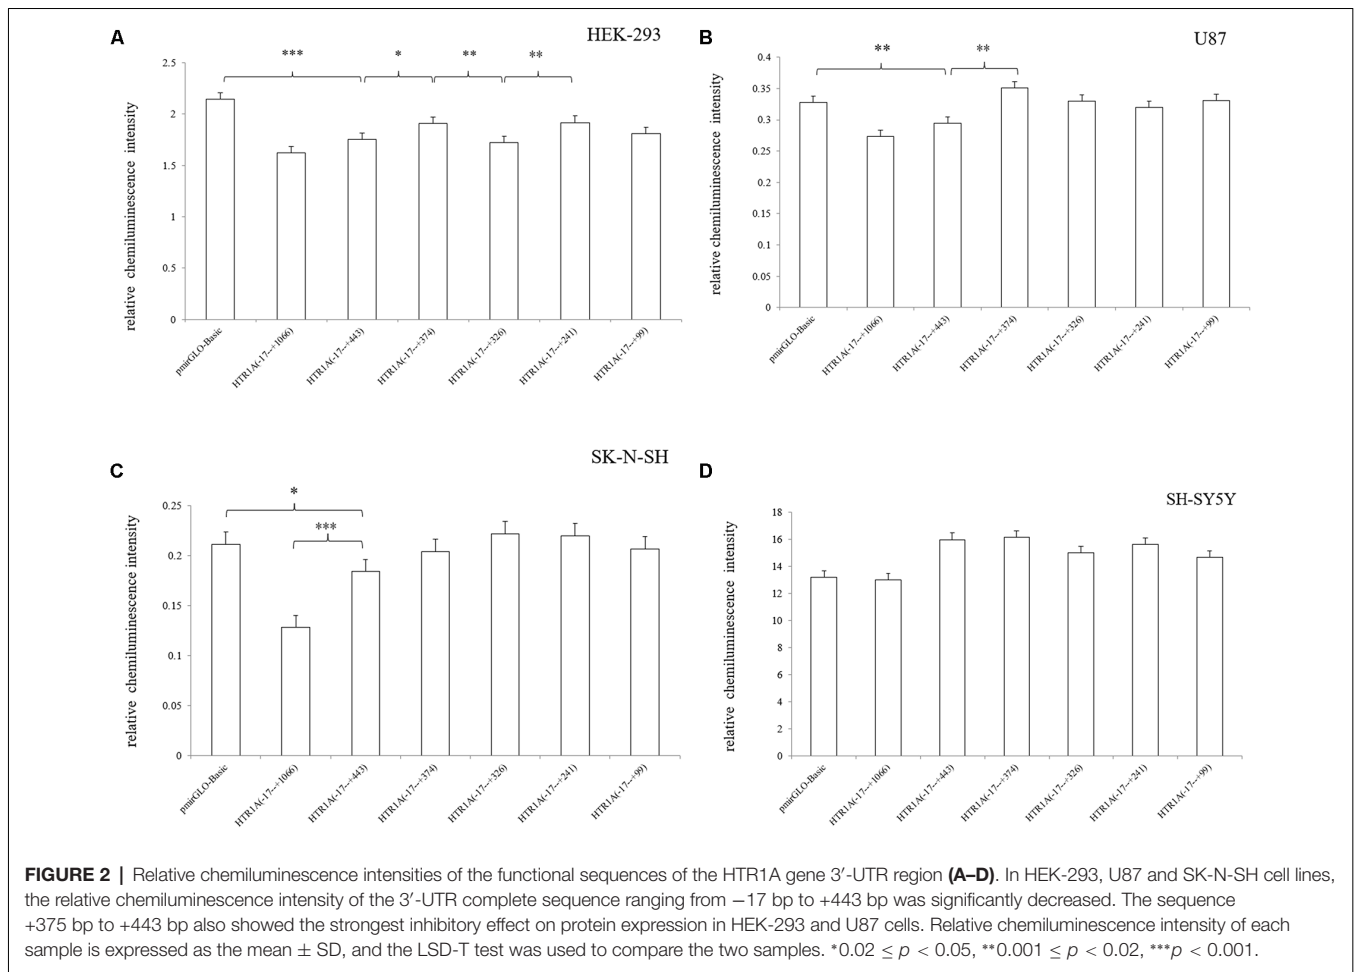 A
HEK-293
***
*
**
**
relative chemiluminescence intensity
2.5
2
1.5
1
0.5
0
pmirGLO-Basic
HTR1A(-17--+1066)
HTR1A(-17--+443)
HTR1A(-17--+374)
HTR1A(-17--+326)
HTR1A(-17--+241)
HTR1A(-17--+99)
B
U87
**
**
relative chemiluminescence intensity
0.4
0.35
0.3
0.25
0.2
0.15
0.1
0.05
0
pmirGLO-Basic
HTR1A(-17--+1066)
HTR1A(-17--+443)
HTR1A(-17--+374)
HTR1A(-17--+326)
HTR1A(-17--+241)
HTR1A(-17--+99)
C
SK-N-SH
*
***
relative chemiluminescence intensity
0.25
0.2
0.15
0.1
0.05
0
pmirGLO-Basic
HTR1A(-17--+1066)
HTR1A(-17--+443)
HTR1A(-17--+374)
HTR1A(-17--+326)
HTR1A(-17--+241)
HTR1A(-17--+99)
D
SH-SY5Y
relative chemiluminescence intensity
18
16
14
12
10
8
6
4
2
0
pmirGLO-Basic
HTR1A(-17--+1066)
HTR1A(-17--+443)
HTR1A(-17--+374)
HTR1A(-17--+326)
HTR1A(-17--+241)
HTR1A(-17--+99)
FIGURE 2 | Relative chemiluminescence intensities of the functional sequences of the HTR1A gene 3′-UTR region (A–D). In HEK-293, U87 and SK-N-SH cell lines,
the relative chemiluminescence intensity of the 3′-UTR complete sequence ranging from −17 bp to +443 bp was significantly decreased. The sequence
+375 bp to +443 bp also showed the strongest inhibitory effect on protein expression in HEK-293 and U87 cells. Relative chemiluminescence intensity of each
sample is expressed as the mean ± SD, and the LSD-T test was used to compare the two samples. *0.02 ≤ p < 0.05, **0.001 ≤ p < 0.02, ***p < 0.001.